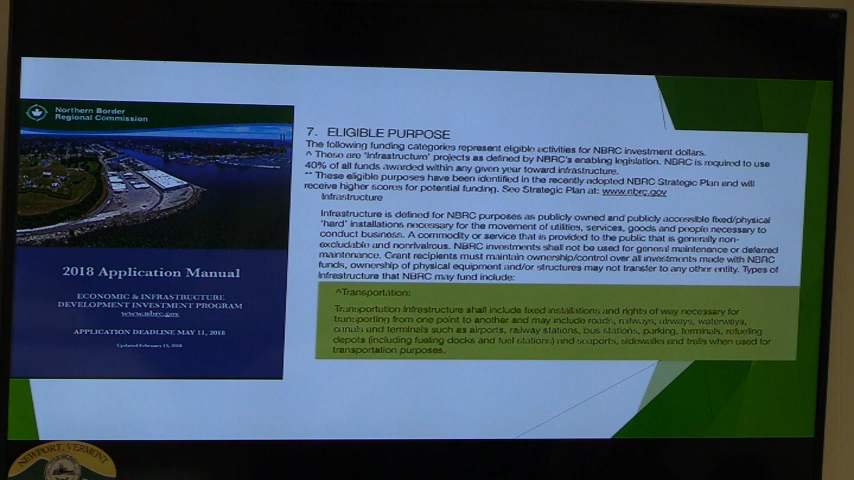 Northern Border
Regional Commission
2018 Application Manual
ECONOMIC & INFRASTRUCTURE
DEVELOPMENT INVESTMENT PROGRAM
www.nbrc.gov
APPLICATION DEADLINE MAY 11, 2018
Updated February 13, 2018
7. ELIGIBLE PURPOSE
The following funding categories represent eligible activities for NBRC investment dollars.
^ These are 'Infrastructure' projects as defined by NBRC's enabling legislation. NBRC is required to use
40% of all funds awarded within any given year toward infrastructure.
** These eligible purposes have been identified in the recently adopted NBRC Strategic Plan and will
receive higher scores for potential funding. See Strategic Plan at: www.nbrc.gov
Infrastructure
Infrastructure is defined for NBRC purposes as publicly owned and publicly accessible fixed/physical
'hard' installations necessary for the movement of utilities, services, goods and people necessary to
conduct business. A commodity or service that is provided to the public that is generally non-
excludable and nonrivalrous. NBRC investments shall not be used for general maintenance or deferred
maintenance. Grant recipients must maintain ownership/control over all investments made with NBRC
funds, ownership of physical equipment and/or structures may not transfer to any other entity. Types of
infrastructure that NBRC may fund include:
^Transportation:
Transportation Infrastructure shall include fixed installations and rights of way necessary for
transporting from one point to another and may include roads, railways, airways, waterways,
canals and terminals such as airports, railway stations, bus stations, parking, terminals, refueling
depots (including fueling docks and fuel stations) and seaports, sidewalks and trails when used for
transportation purposes.
NEWPORT, VERMONT